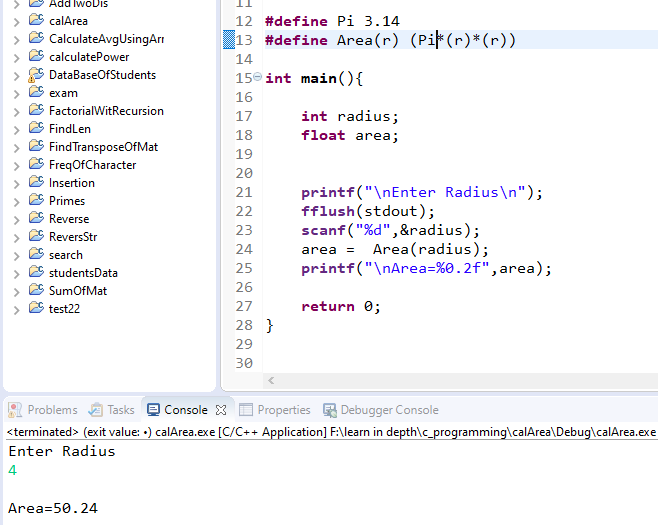 AddTwoDis
calArea
CalculateAvgUsingArr
calculatePower
DataBaseOfStudents
exam
FactorialWitRecursion
FindLen
FindTransposeOfMat
FreqOfCharacter
Insertion
Primes
Reverse
ReversStr
search
studentsData
SumOfMat
test22
11
12 #define Pi 3.14
13 #define Area(r) (Pi*(r)*(r))
14
15 int main(){
16
17 int radius;
18 float area;
19
20
21 printf("\nEnter Radius\n");
22 fflush(stdout);
23 scanf("%d",&radius);
24 area =  Area(radius);
25 printf("\nArea=%0.2f",area);
26
27 return 0;
28 }
29
30
Problems Tasks Console Properties Debugger Console
<terminated> (exit value: •) calArea.exe [C/C++ Application] F:\learn in depth\c_programming\calArea\Debug\calArea.exe
Enter Radius
4
Area=50.24